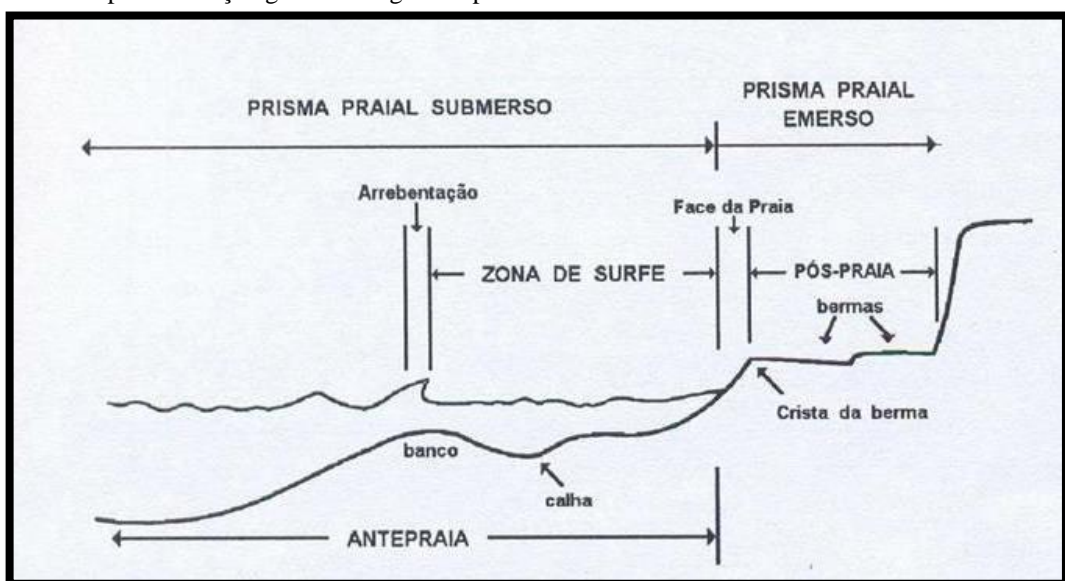 PRISMA PRAIAL SUBMERSO
PRISMA PRAIAL
EMERSO
Arrebentação
Face da Praia
ZONA DE SURFE
PÓS-PRAIA
bermas
Crista da berma
banco
calha
ANTEPRAIA